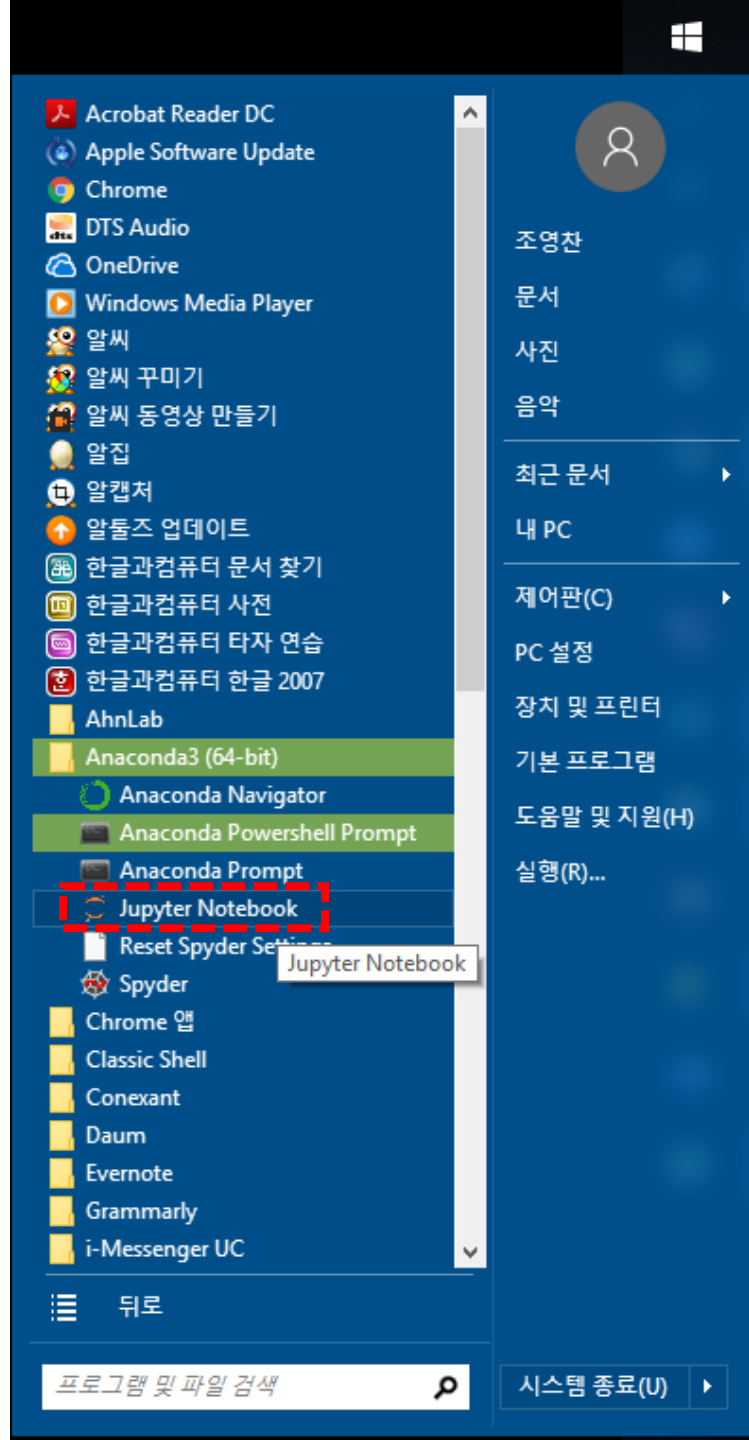 Acrobat Reader DC
Apple Software Update
Chrome
DTS Audio
OneDrive
Windows Media Player
알씨
알씨 꾸미기
알씨 동영상 만들기
알집
알캡처
알툴즈 업데이트
한글과컴퓨터 문서 찾기
한글과컴퓨터 사전
한글과컴퓨터 타자 연습
한글과컴퓨터 한글 2007
AhnLab
Anaconda3 (64-bit)
Anaconda Navigator
Anaconda Powershell Prompt
Anaconda Prompt
Jupyter Notebook
Reset Spyder Settings
Jupyter Notebook
Spyder
Chrome 앱
Classic Shell
Conexant
Daum
Evernote
Grammarly
i-Messenger UC
뒤로
프로그램 및 파일 검색
조영찬
문서
사진
음악
최근 문서
내 PC
제어판(C)
PC 설정
장치 및 프린터
기본 프로그램
도움말 및 지원(H)
실행(R)...
시스템 종료(U)